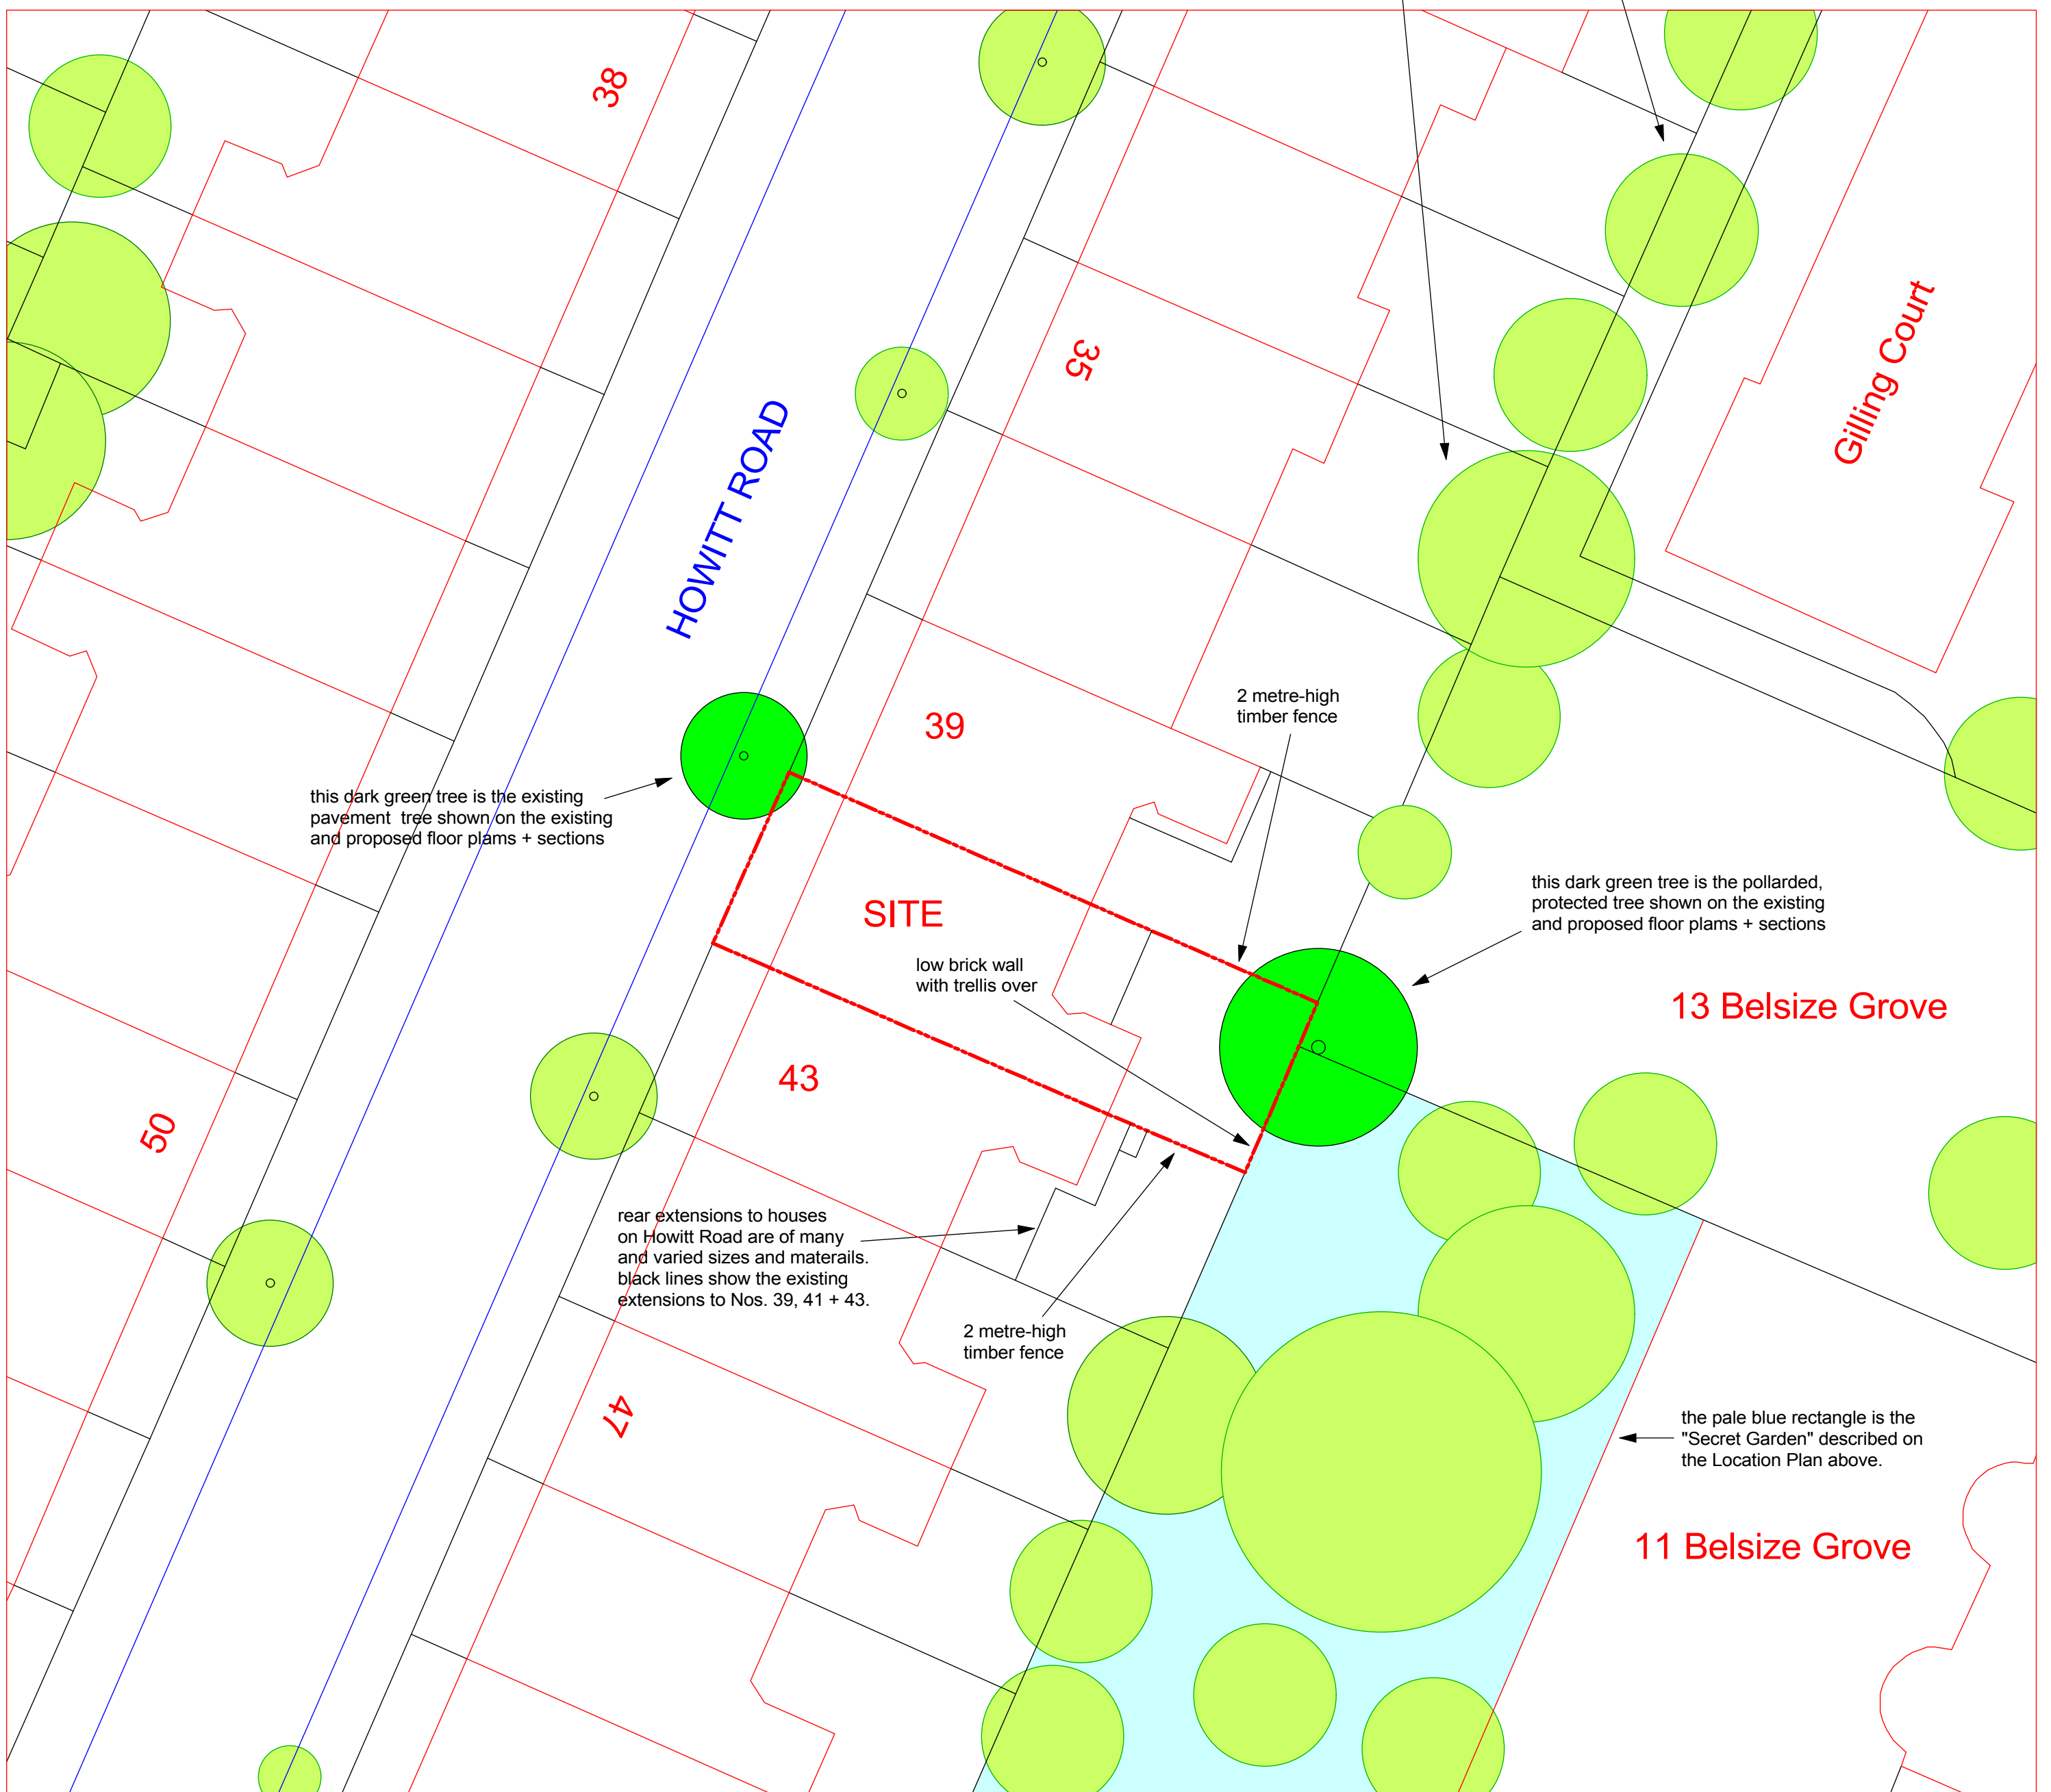 38
35
Gilling Court
HOWITT ROAD
39
2 metre-high
timber fence
this dark green tree is the existing
pavement  tree shown on the existing
and proposed floor plams + sections
this dark green tree is the pollarded,
protected tree shown on the existing
and proposed floor plams + sections
SITE
low brick wall
with trellis over
13 Belsize Grove
43
50
rear extensions to houses
on Howitt Road are of many
and varied sizes and materails.
black lines show the existing
extensions to Nos. 39, 41 + 43.
2 metre-high
timber fence
47
the pale blue rectangle is the
"Secret Garden" described on
the Location Plan above.
11 Belsize Grove